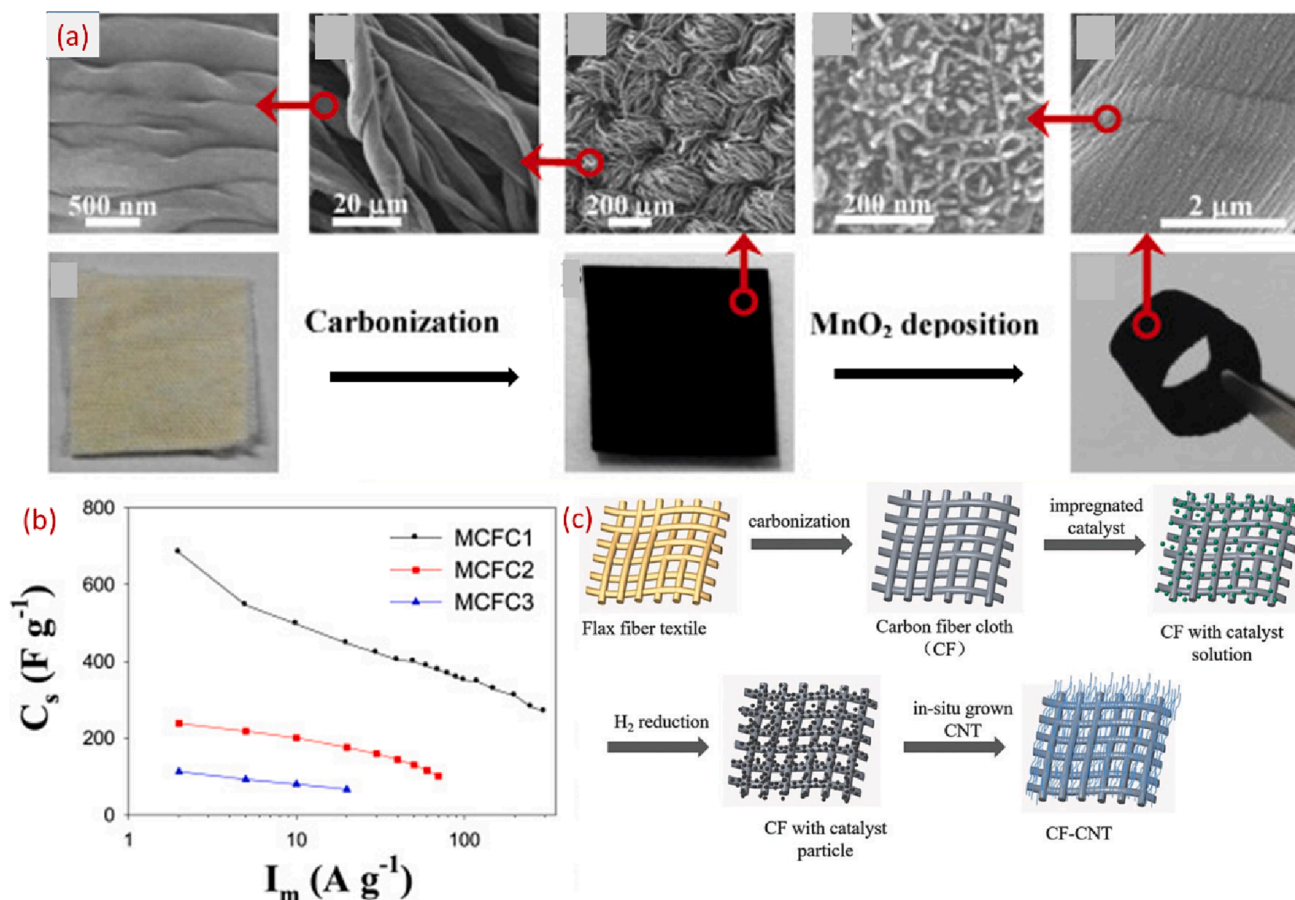 (a)
500 nm
20 μm
200 μm
200 nm
2 μm
Carbonization
MnO₂ deposition
(b)
800
600
400
200
0
Cₛ (F g⁻¹)
MCFC1
MCFC2
MCFC3
1
10
100
Iₘ (A g⁻¹)
(c)
carbonization
impregnated
catalyst
Flax fiber textile
Carbon fiber cloth
（CF）
CF with catalyst
solution
H₂ reduction
in-situ grown
CNT
CF with catalyst
particle
CF-CNT